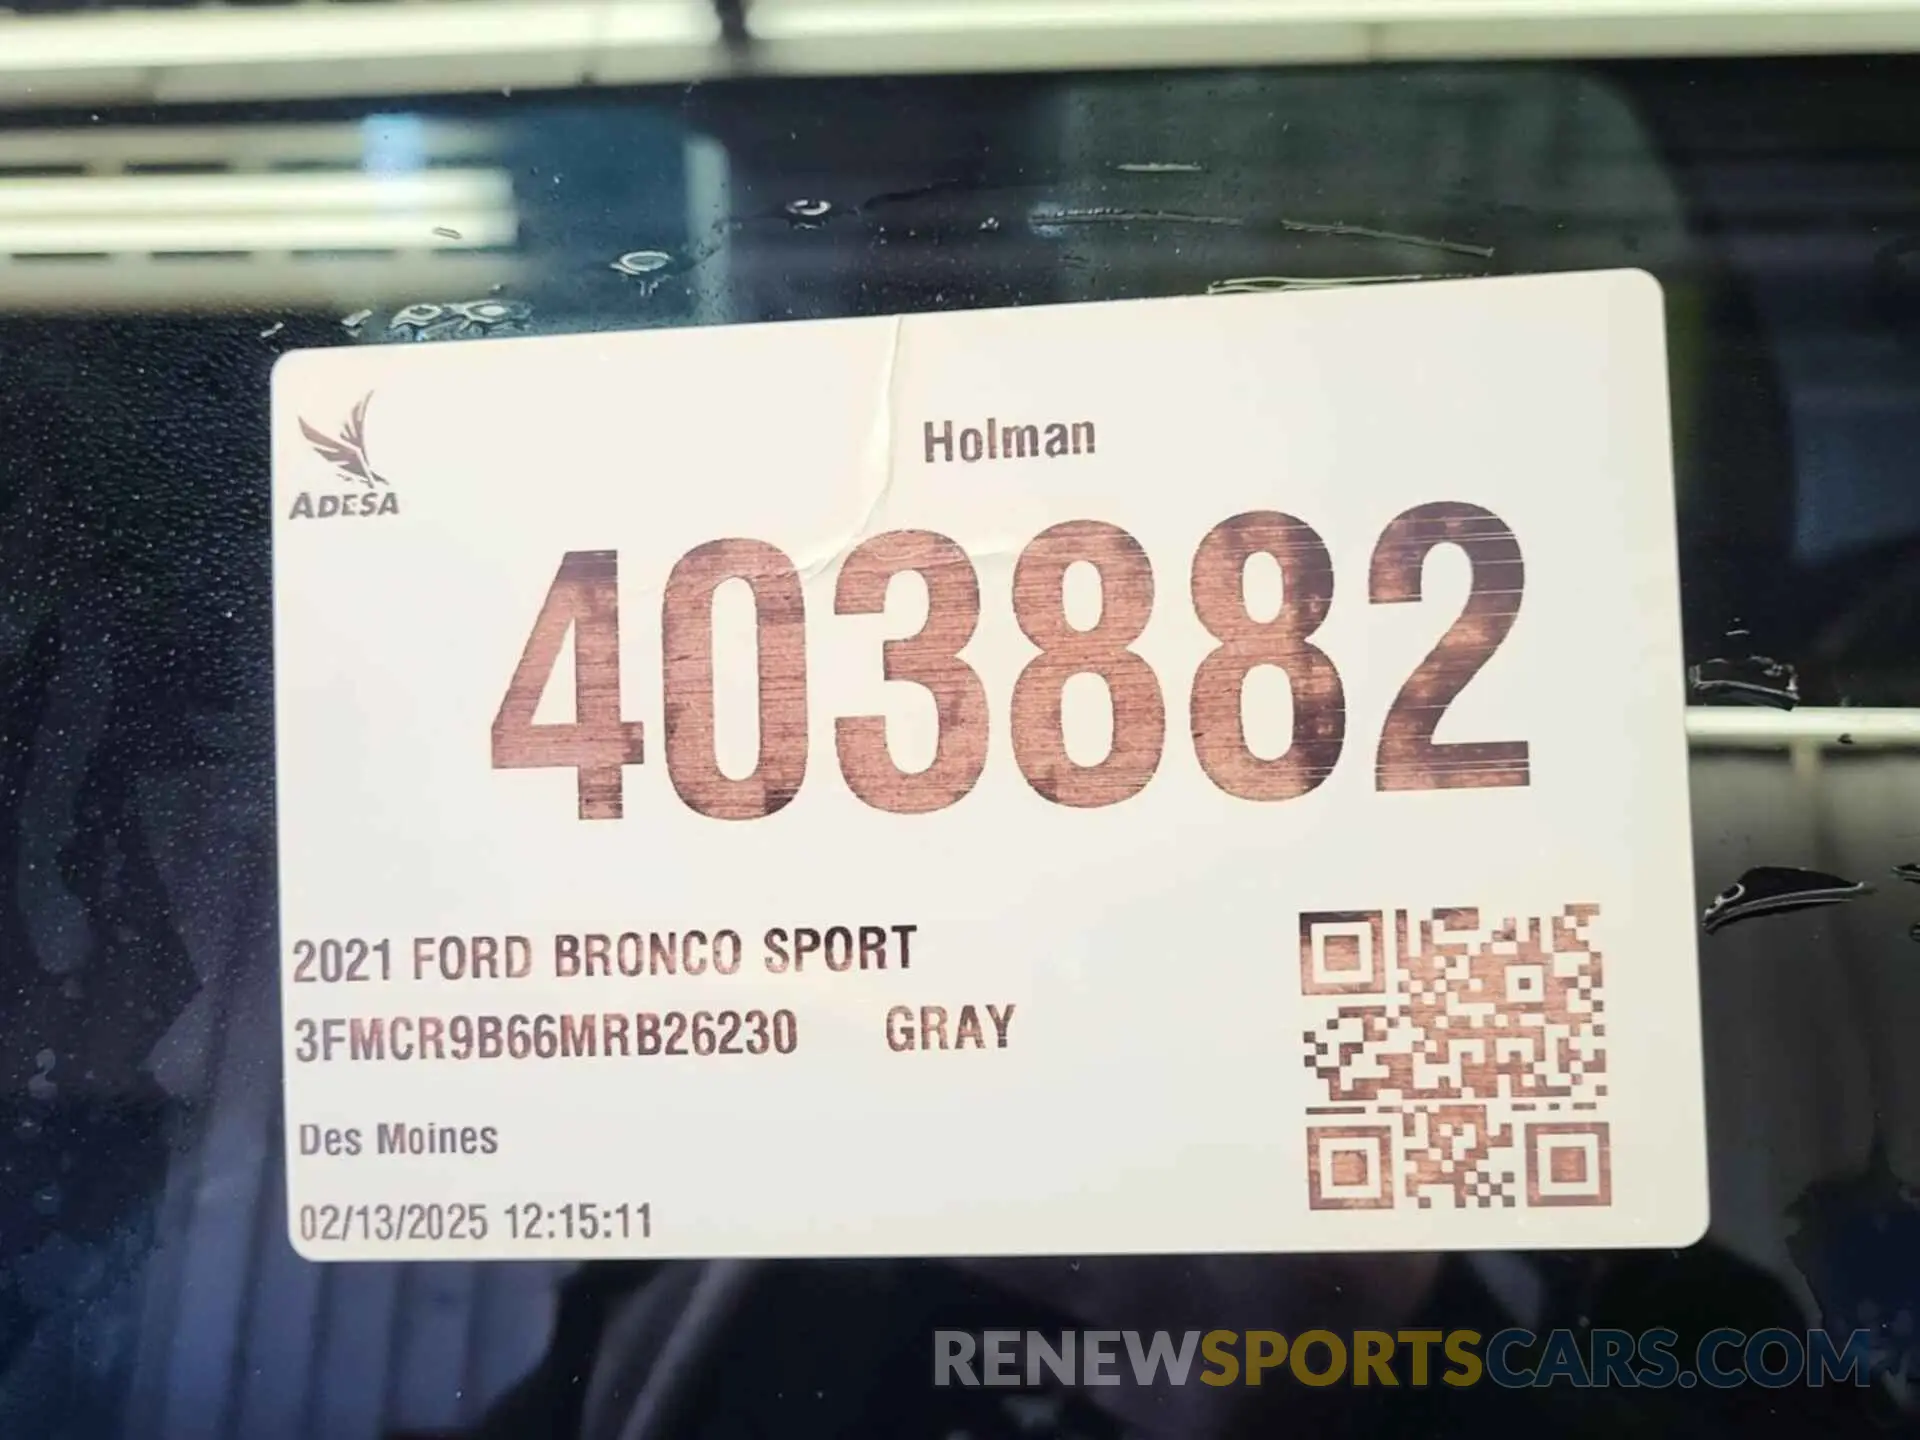 ADESA
Holman
403882
2021 FORD BRONCO SPORT
3FMCR9B66MRB26230 GRAY
Des Moines
02/13/2025 12:15:11
RENEWSPORTSCARS.COM